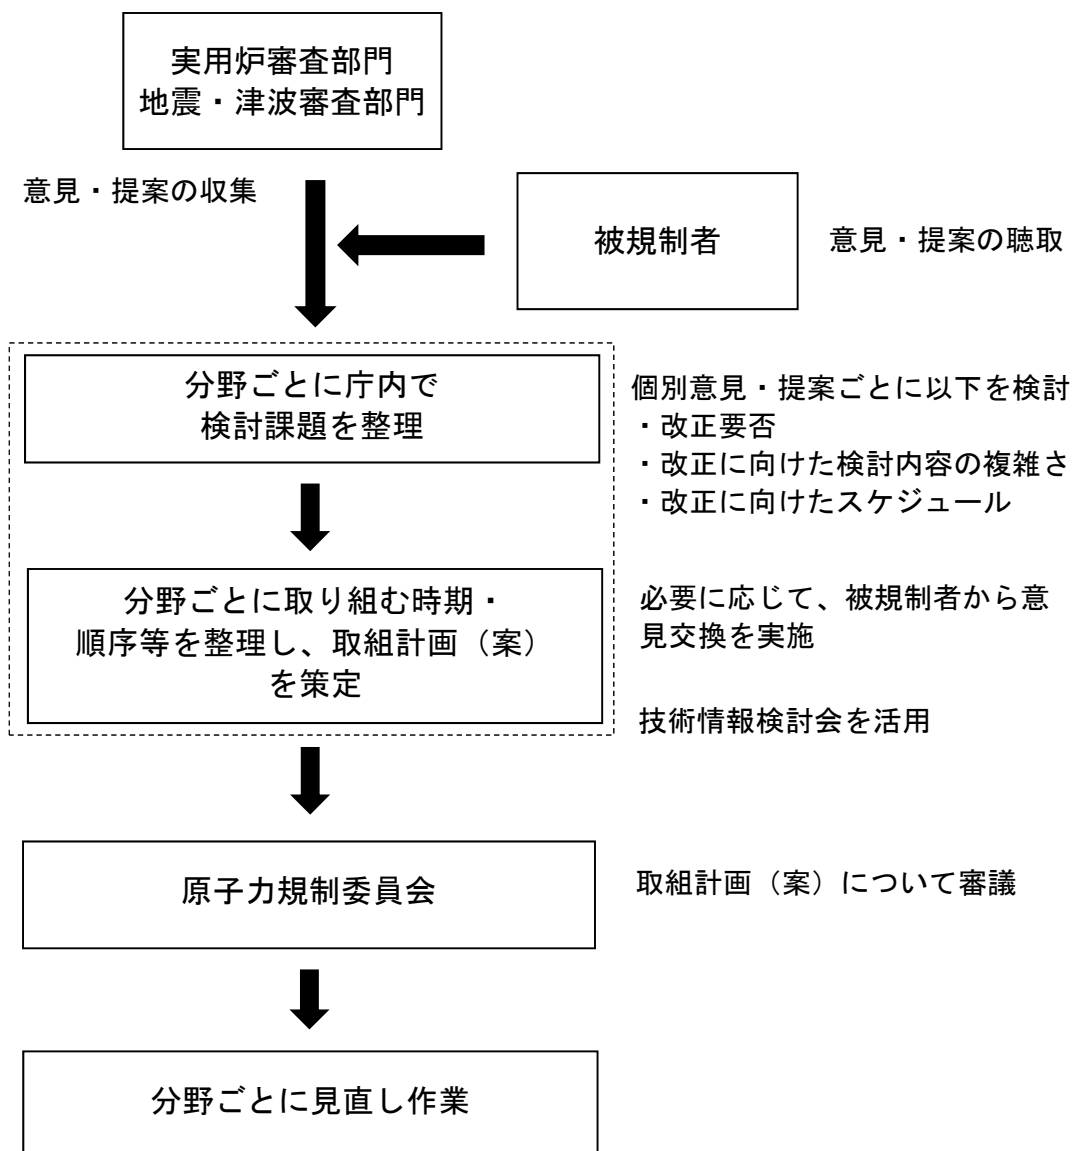 実用炉審査部門
地震・津波審査部門
意見・提案の収集
被規制者
意見・提案の聴取
分野ごとに庁内で
検討課題を整理
個別意見・提案ごとに以下を検討
・改正要否
・改正に向けた検討内容の複雑さ
・改正に向けたスケジュール
分野ごとに取り組む時期・
順序等を整理し、取組計画（案）
を策定
必要に応じて、被規制者から意
見交換を実施
技術情報検討会を活用
原子力規制委員会
取組計画（案）について審議
分野ごとに見直し作業